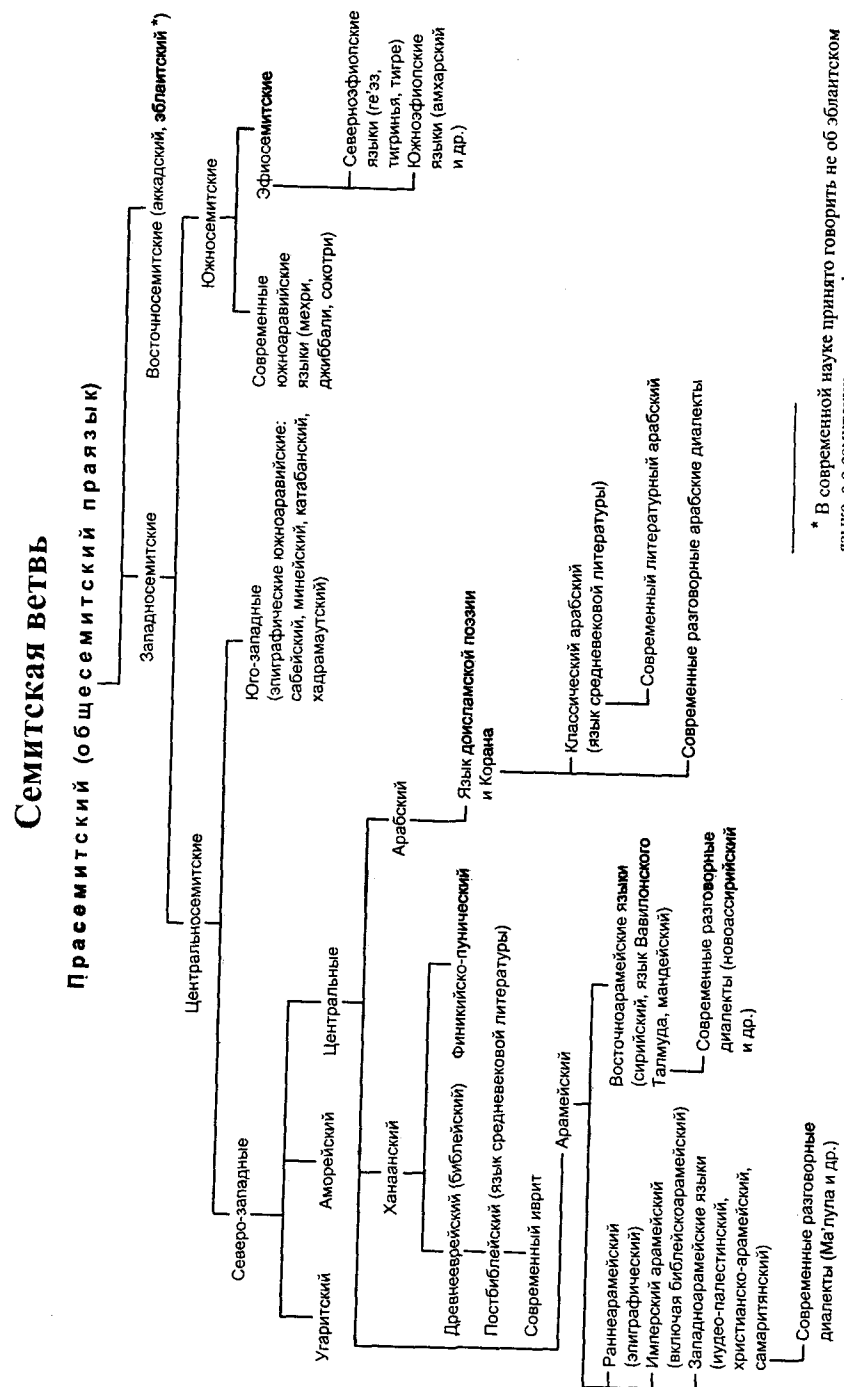 Семитская ветвь
Прасемитский (общесемитский праязык)
Западносемитские
Восточносемитские (аккадский, эблаитский *)
Центральносемитские
Южносемитские
Северо-западные
Юго-западные
(эпиграфические южноаравийские:
сабейский, минейский, катабанский,
хадрамаутский)
Современные
южноаравийские
языки (мехри,
джиббали, сокотри)
Эфиосемитские
Североэфиопские
языки (ге'эз,
тигринья, тигре)
Южноэфиопские
языки (амхарский
и др.)
Угаритский
Аморейский
Центральные
Ханаанский
Арабский
Древнееврейский (библейский)
Постбиблейский (язык средневековой литературы)
Современный иврит
Финикийско-пунический
Язык доисламской поэзии
и Корана
Классический арабский
(язык средневековой литературы)
Современный литературный арабский
Современные разговорные арабские диалекты
Арамейский
Раннеарамейский
(эпиграфический)
Имперский арамейский
(включая библейскоарамейский)
Западноарамейские языки
(иудео-палестинский,
христианско-арамейский,
самаритянский)
Современные разговорные
диалекты (Ма'лула и др.)
Восточноарамейские языки
(сирийский, язык Вавилонского
Талмуда, мандейский)
Современные разговорные
диалекты (новоассирийский
и др.)
* В современной науке принято говорить не об эблаитском